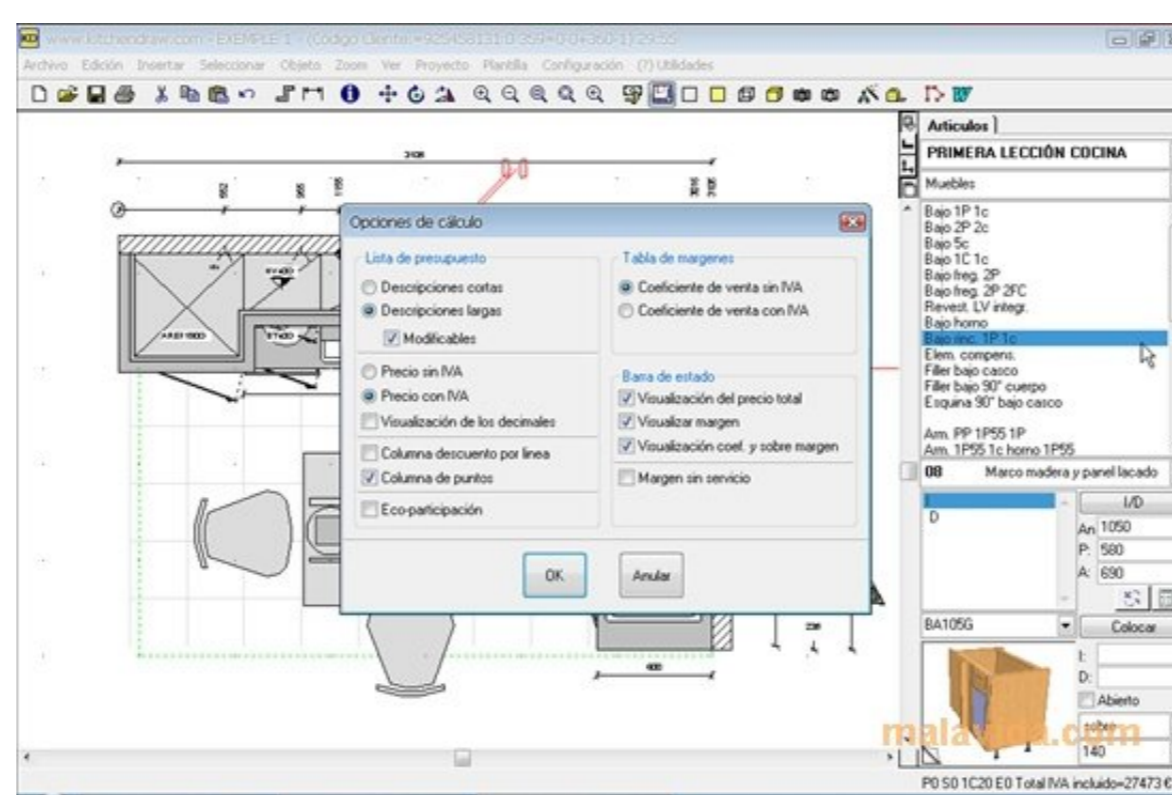 www.kitchendraw.com - EXEMPLE 1 -
Archivo Edición Insertar Seleccionar Objeto Zoom Ver Proyecto Plantilla Configuración (?) Utilidades
Articulos
PRIMERA LECCIÓN COCINA
Muebles
Bajo 1P 1c
Bajo 2P 2c
Bajo 5c
Bajo 1C 1c
Bajo freg. 2P
Bajo freg. 2P 2FC
Revest. LV integr.
Bajo horno
Bajo rinc. 1P 1c
Elem. compens.
Filler bajo casco
Filler bajo 90° cuerpo
Esquina 90° bajo casco
Arm. PP 1P55 1P
Arm. 1P55 1c horno 1P55
08 Marco madera y panel lacado
I
D
I/D
An 1050
P: 580
A: 690
BA105G
Colocar
I:
D:
Abierto
sobre
140
P0 S0 1C20 E0 Total IVA incluido=27473 €
Opciones de cálculo
Lista de presupuesto
Descripciones cortas
Descripciones largas
Modificables
Precio sin IVA
Precio con IVA
Visualización de los decimales
Columna descuento por linea
Columna de puntos
Eco-participación
Tabla de margenes
Coeficiente de venta sin IVA
Coeficiente de venta con IVA
Barra de estado
Visualización del precio total
Visualizar margen
Visualización coef. y sobre margen
Margen sin servicio
OK
Anular
600
malavida.com